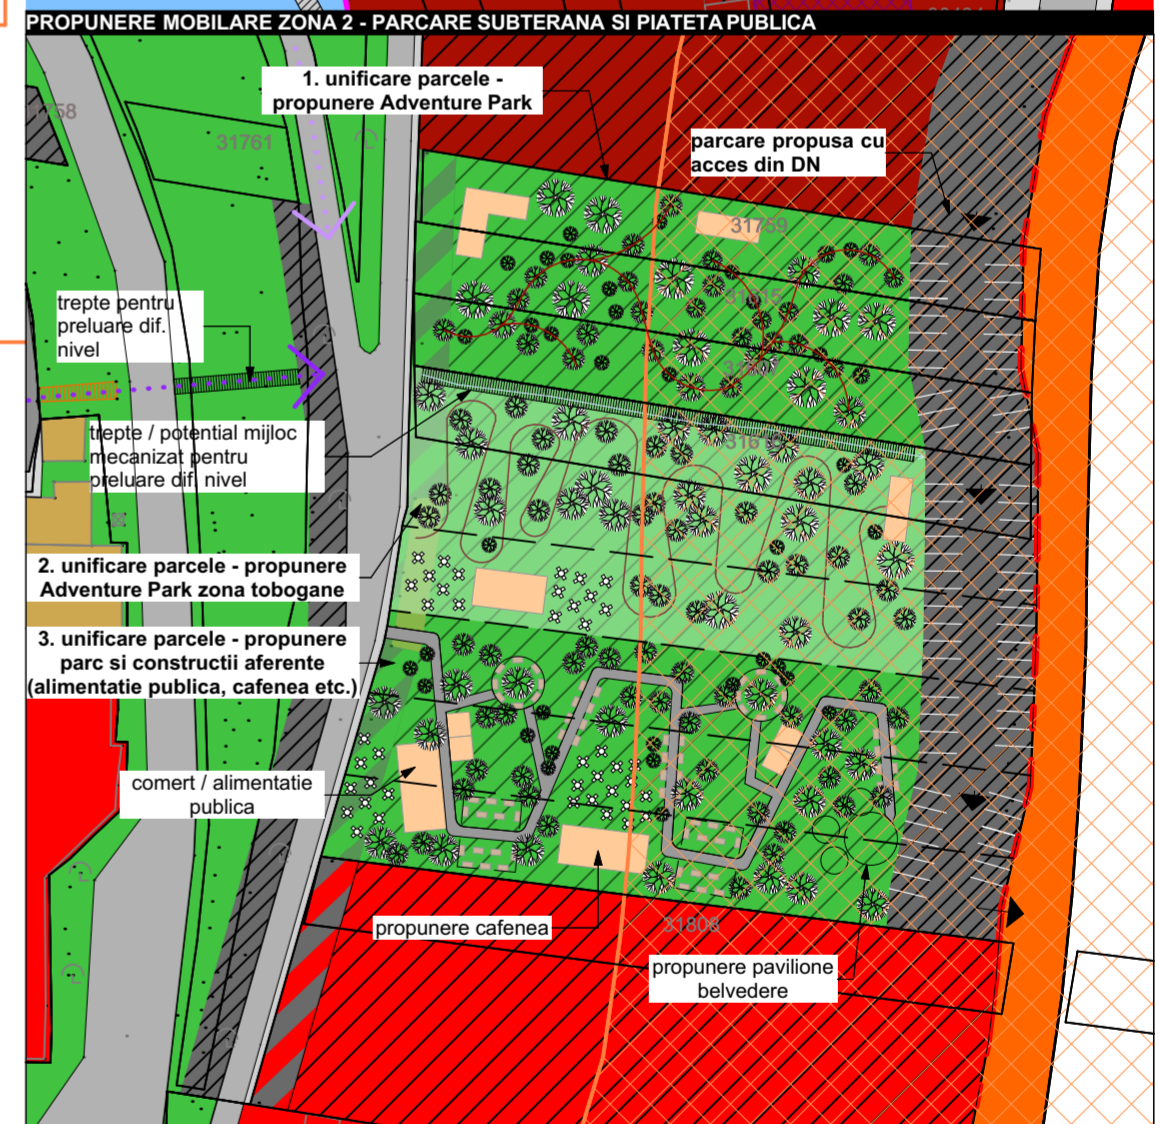 PROPUNERE MOBILARE ZONA 2 - PARCARE SUBTERANA SI PIATETA PUBLICA
1. unificare parcele -
propunere Adventure Park
parcare propusa cu
acces din DN
31761
31759
trepte pentru
preluare dif.
nivel
trepte / potential mijloc
mecanizat pentru
preluare dif. nivel
2. unificare parcele - propunere
Adventure Park zona tobogane
3. unificare parcele - propunere
parc si constructii aferente
(alimentatie publica, cafenea etc.)
comert / alimentatie
publica
propunere cafenea
31808
propunere pavilione
belvedere